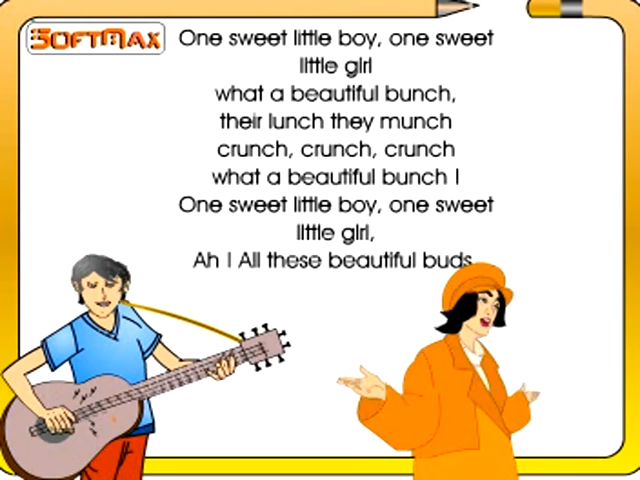 SOFTMAX
One sweet little boy, one sweet
little girl
what a beautiful bunch,
their lunch they munch
crunch, crunch, crunch
what a beautiful bunch !
One sweet little boy, one sweet
little girl,
Ah ! All these beautiful buds